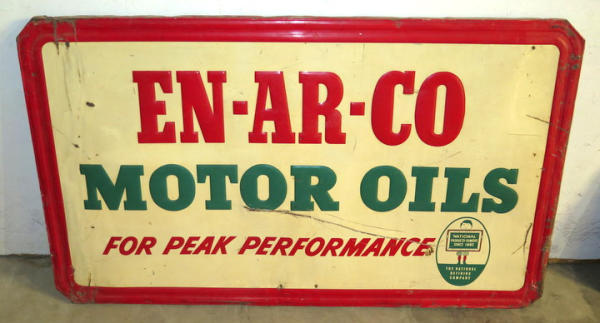 EN-AR-CO
MOTOR OILS
FOR PEAK PERFORMANCE
NATIONAL
PRODUCTS
SINCE 1882
THE NATIONAL
REFINING
COMPANY